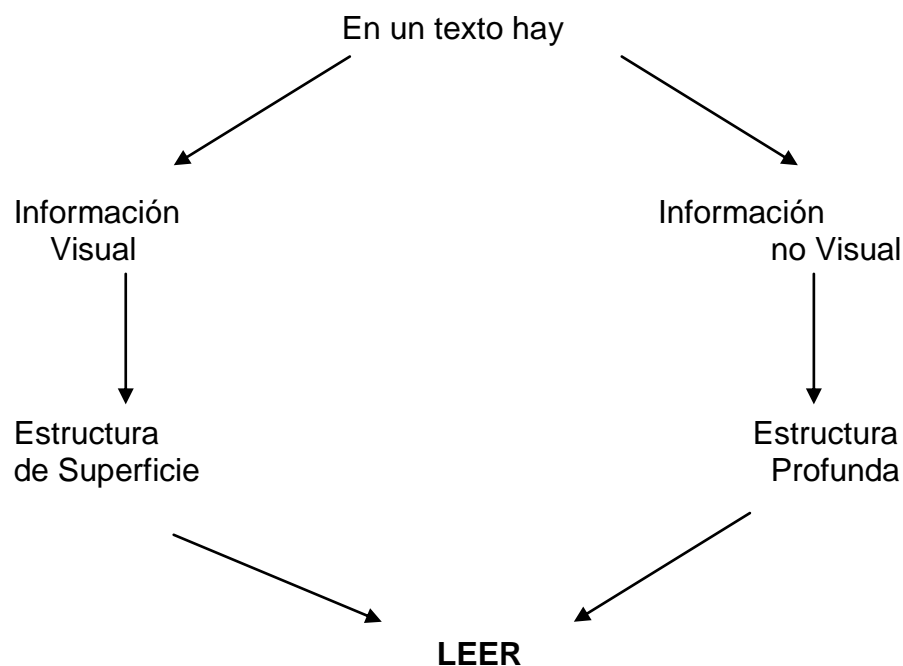 En un texto hay
Información
Visual
Información
no Visual
Estructura
de Superficie
Estructura
Profunda
LEER